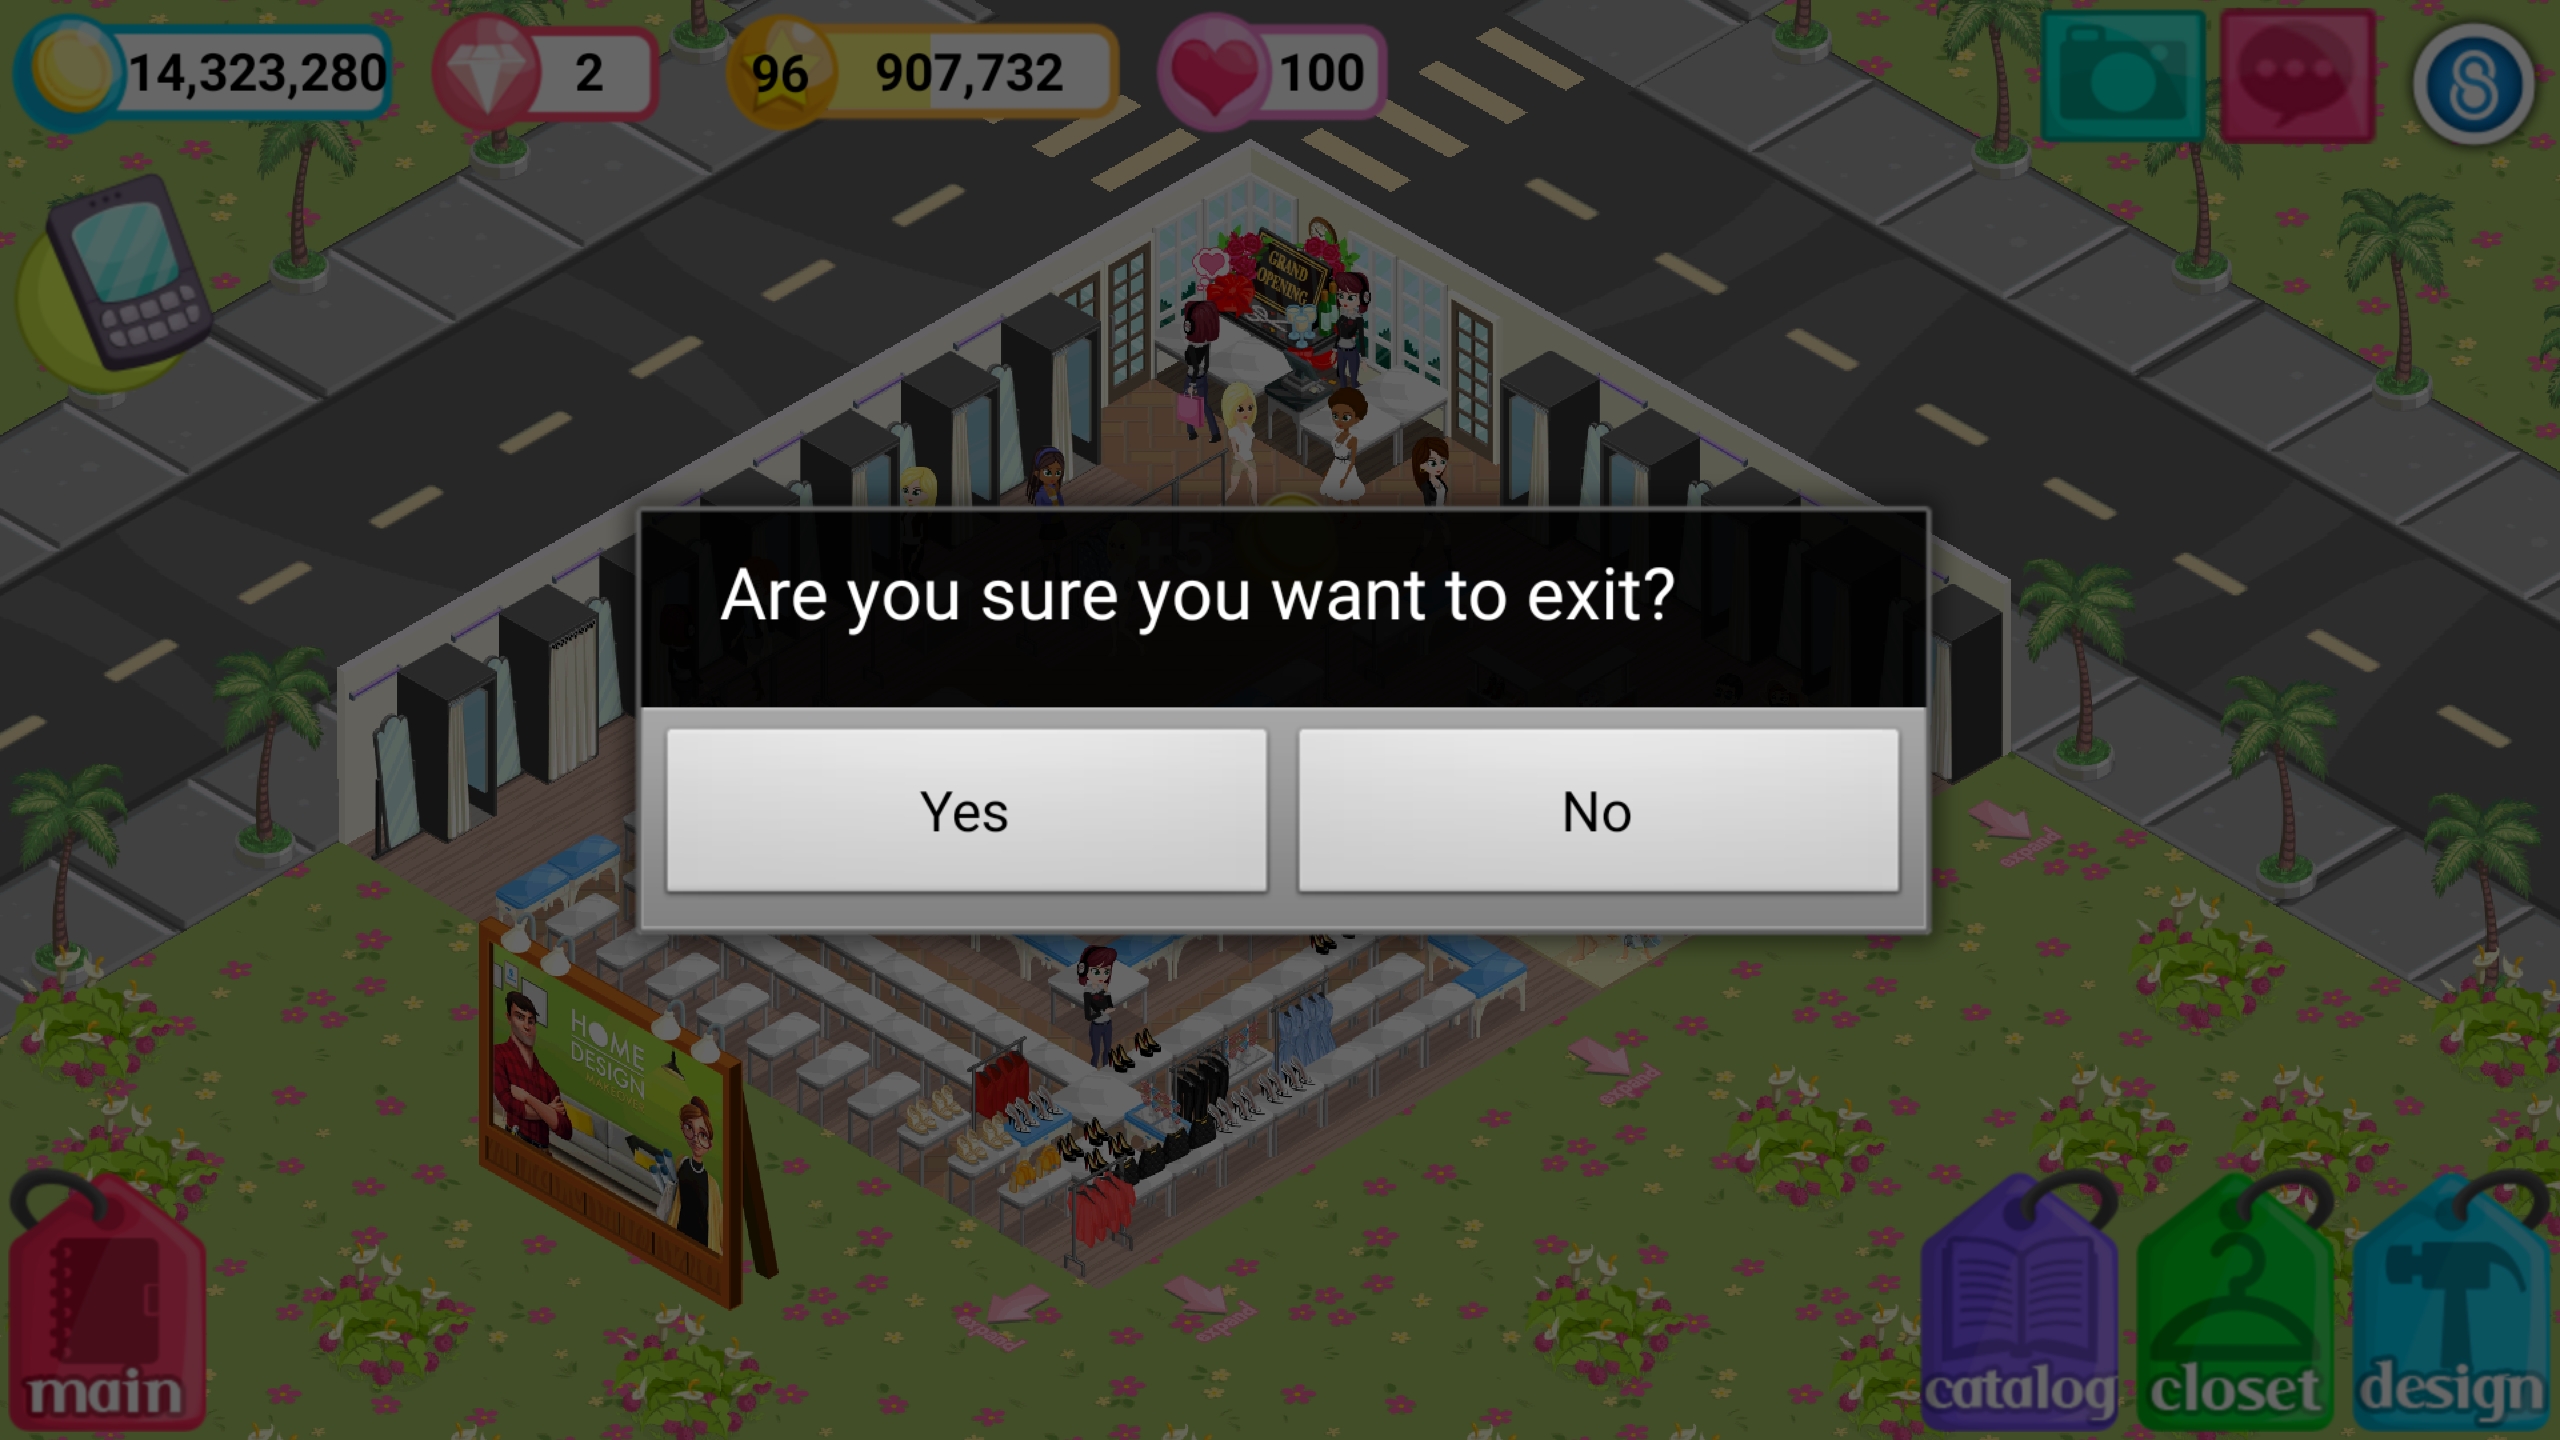 14,323,280
2
96
907,732
100
GRAND
OPENING
+5
Are you sure you want to exit?
Yes
No
expand
HOME
DESIGN
MAKEOVER
expand
expand
expand
main
catalog
closet
design